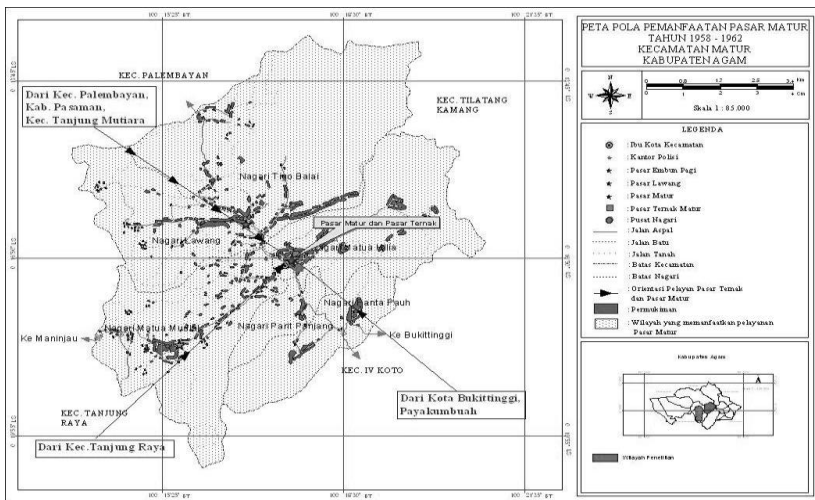 KEC. PALEMBAYAN
Dari Kec. Palembayan,
Kab. Pasaman,
Kec. Tanjung Mutiara
KEC. TILATANG
KAMANG
Nagari Tigo Balai
Pasar Matur dan Pasar Ternak
Nagari Lawang
Nagari Parit Panjang
Ke Maninjau
Ke Bukittinggi
KEC. IV KOTO
KEC. TANJUNG
RAYA
Dari Kota Bukittinggi,
Payakumbuah
Dari Kec.Tanjung Raya
PETA POLA PEMANFAATAN PASAR MATUR
TAHUN 1958 - 1962
KECAMATAN MATUR
KABUPATEN AGAM
Skala 1 : 85.000
LEGENDA
: Ibu Kota Kecamatan
: Kantor Polisi
: Pasar Embun Pagi
: Pasar Lawang
: Pasar Matur
: Pasar Ternak Matur
: Pusat Nagari
: Jalan Aspal
: Jalan Batu
: Jalan Tanah
: Batas Kecamatan
: Batas Nagari
: Orientasi Pelayan Pasar Ternak
dan Pasar Matur
: Permukiman
: Wilayah yang memanfaatkan pelayanan
Pasar Matur
Kabupaten Agam
A
Wilayah Penelitian